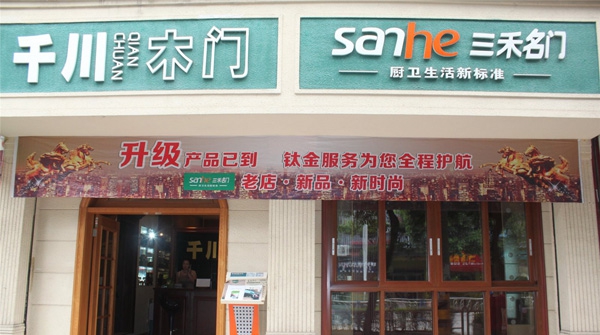 千川木门
QIAN
CHUAN
sanhe 三禾名门
厨卫生活新标准
升级产品已到 钛金服务为您全程护航
sanhe 三禾名门
老店·新品·新时尚
千川